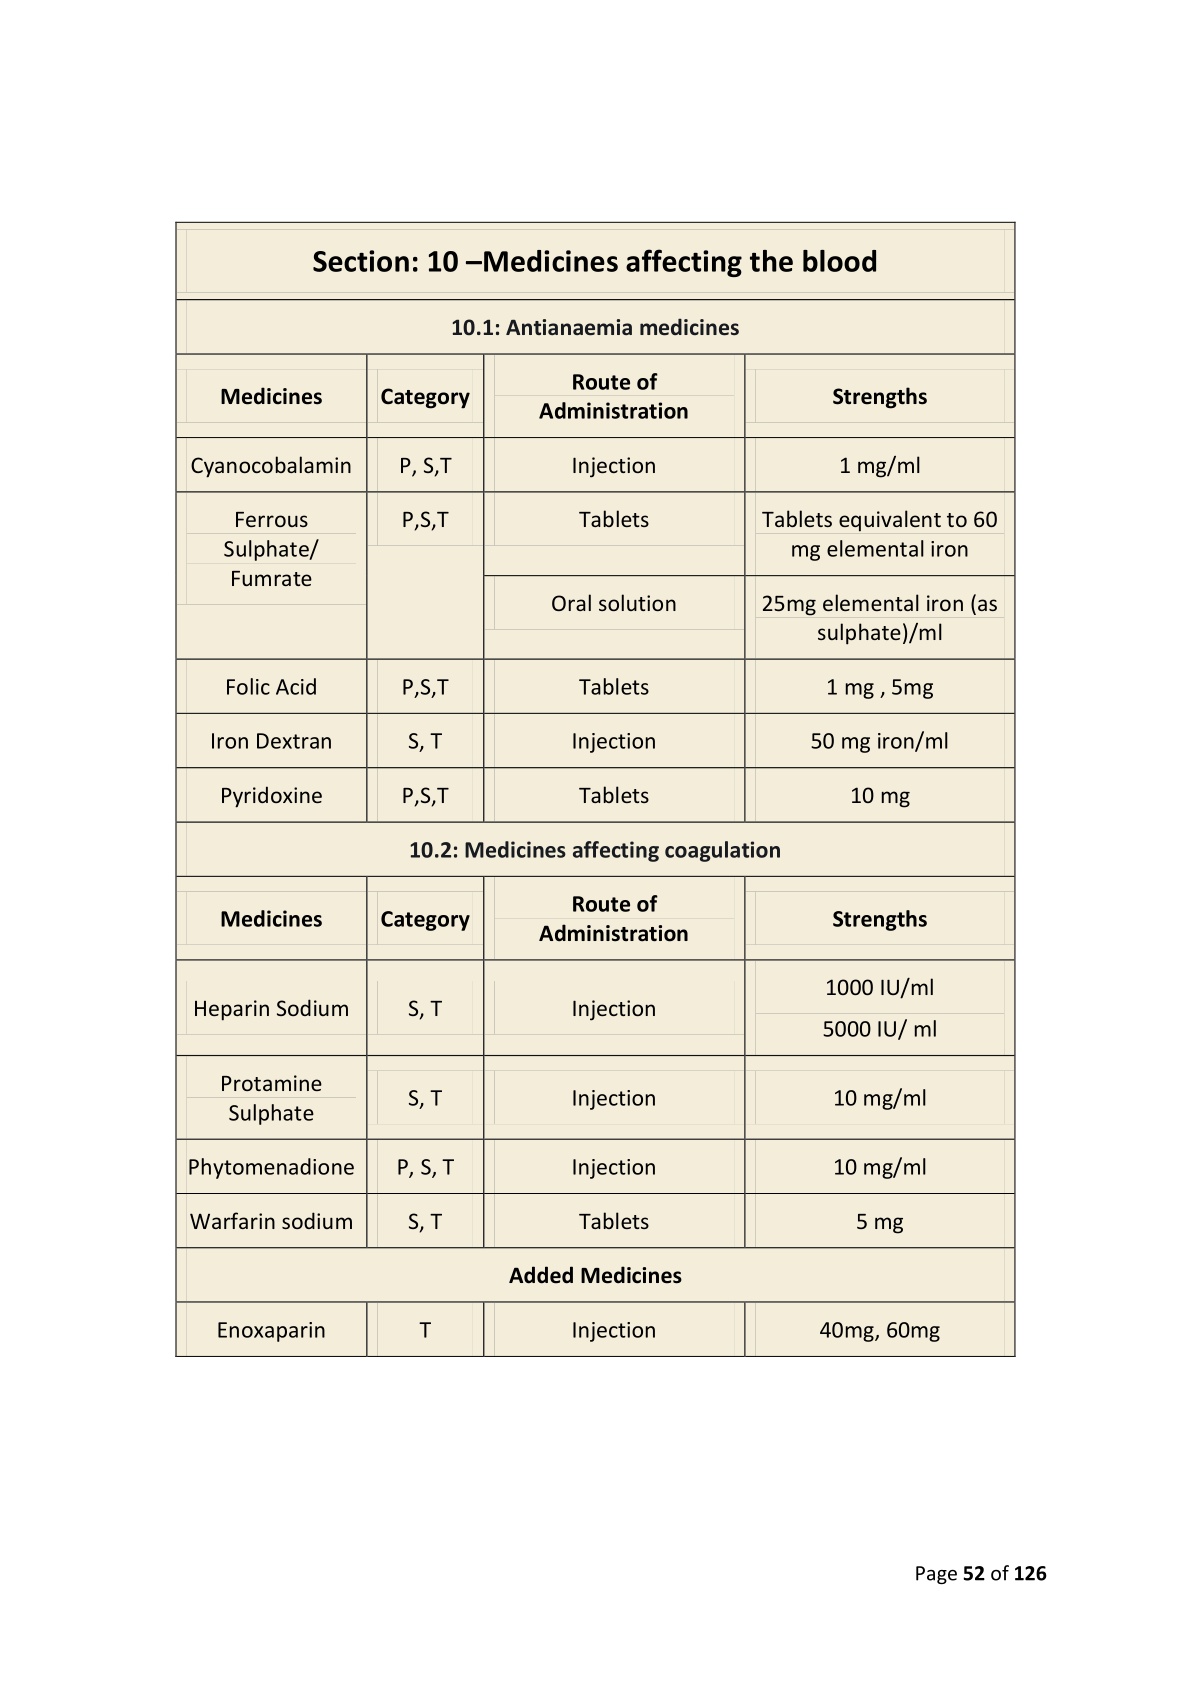 Section: 10 –Medicines affecting the blood
10.1: Antianaemia medicines
Medicines Category Route of Administration Strengths
Cyanocobalamin P, S,T Injection 1 mg/ml
Ferrous Sulphate/ Fumrate P,S,T Tablets Tablets equivalent to 60 mg elemental iron
Oral solution 25mg elemental iron (as sulphate)/ml
Folic Acid P,S,T Tablets 1 mg , 5mg
Iron Dextran S, T Injection 50 mg iron/ml
Pyridoxine P,S,T Tablets 10 mg
10.2: Medicines affecting coagulation
Medicines Category Route of Administration Strengths
Heparin Sodium S, T Injection 1000 IU/ml
5000 IU/ ml
Protamine Sulphate S, T Injection 10 mg/ml
Phytomenadione P, S, T Injection 10 mg/ml
Warfarin sodium S, T Tablets 5 mg
Added Medicines
Enoxaparin T Injection 40mg, 60mg
Page 52 of 126